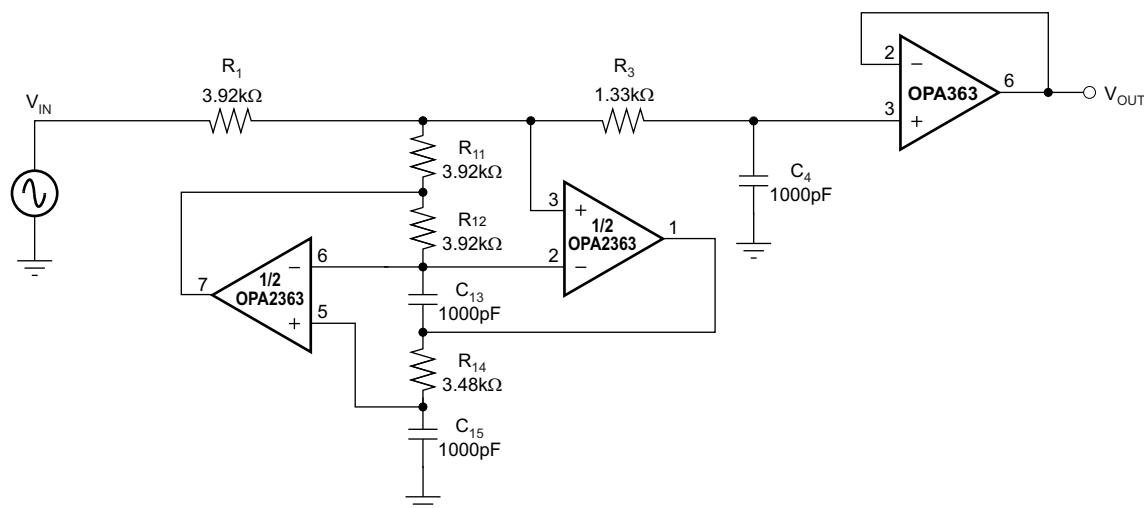 R1
3.92kΩ
VIN
R3
1.33kΩ
2
−
OPA363
3
+
6
VOUT
R11
3.92kΩ
R12
3.92kΩ
3
+
1/2
OPA2363
1
2
−
C4
1000pF
6
−
7
1/2
OPA2363
5
+
C13
1000pF
R14
3.48kΩ
C15
1000pF